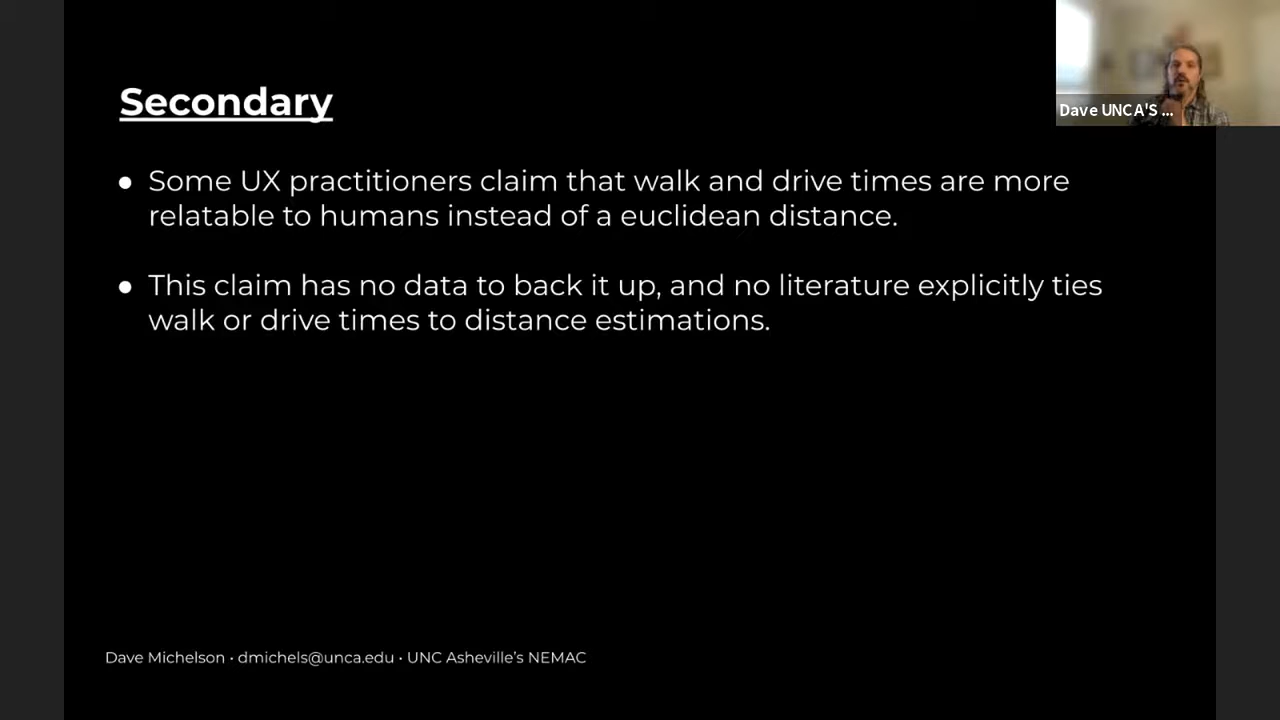 Secondary
Dave UNCA'S ...
● Some UX practitioners claim that walk and drive times are more
relatable to humans instead of a euclidean distance.
● This claim has no data to back it up, and no literature explicitly ties
walk or drive times to distance estimations.
Dave Michelson • dmichels@unca.edu • UNC Asheville’s NEMAC